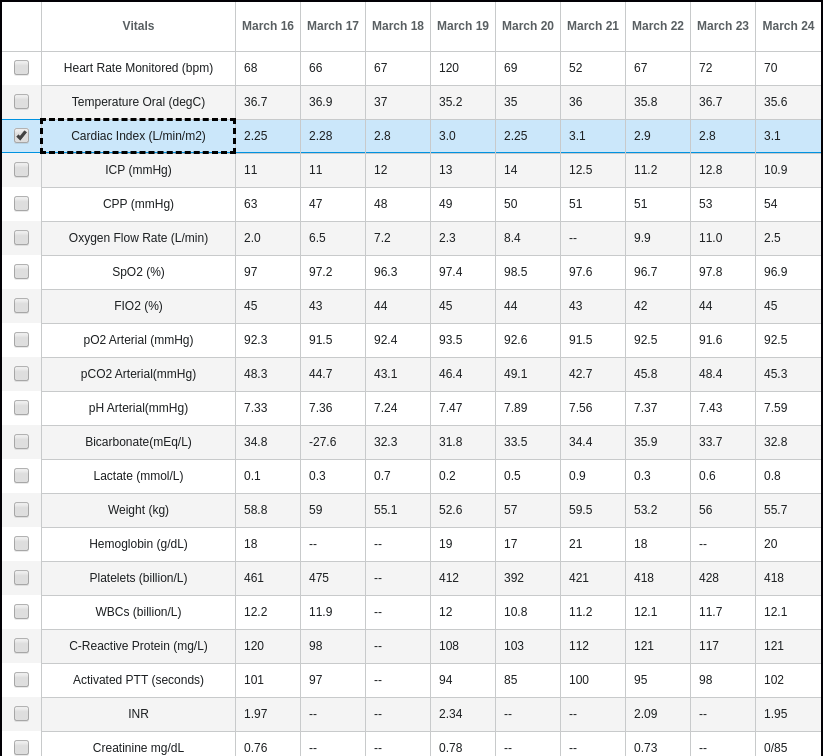 Vitals March 16 March 17 March 18 March 19 March 20 March 21 March 22 March 23 March 24
Heart Rate Monitored (bpm) 68 66 67 120 69 52 67 72 70
Temperature Oral (degC) 36.7 36.9 37 35.2 35 36 35.8 36.7 35.6
Cardiac Index (L/min/m2) 2.25 2.28 2.8 3.0 2.25 3.1 2.9 2.8 3.1
ICP (mmHg) 11 11 12 13 14 12.5 11.2 12.8 10.9
CPP (mmHg) 63 47 48 49 50 51 51 53 54
Oxygen Flow Rate (L/min) 2.0 6.5 7.2 2.3 8.4 -- 9.9 11.0 2.5
SpO2 (%) 97 97.2 96.3 97.4 98.5 97.6 96.7 97.8 96.9
FIO2 (%) 45 43 44 45 44 43 42 44 45
pO2 Arterial (mmHg) 92.3 91.5 92.4 93.5 92.6 91.5 92.5 91.6 92.5
pCO2 Arterial(mmHg) 48.3 44.7 43.1 46.4 49.1 42.7 45.8 48.4 45.3
pH Arterial(mmHg) 7.33 7.36 7.24 7.47 7.89 7.56 7.37 7.43 7.59
Bicarbonate(mEq/L) 34.8 -27.6 32.3 31.8 33.5 34.4 35.9 33.7 32.8
Lactate (mmol/L) 0.1 0.3 0.7 0.2 0.5 0.9 0.3 0.6 0.8
Weight (kg) 58.8 59 55.1 52.6 57 59.5 53.2 56 55.7
Hemoglobin (g/dL) 18 -- -- 19 17 21 18 -- 20
Platelets (billion/L) 461 475 -- 412 392 421 418 428 418
WBCs (billion/L) 12.2 11.9 -- 12 10.8 11.2 12.1 11.7 12.1
C-Reactive Protein (mg/L) 120 98 -- 108 103 112 121 117 121
Activated PTT (seconds) 101 97 -- 94 85 100 95 98 102
INR 1.97 -- -- 2.34 -- -- 2.09 -- 1.95
Creatinine mg/dL 0.76 -- -- 0.78 -- -- 0.73 -- 0/85